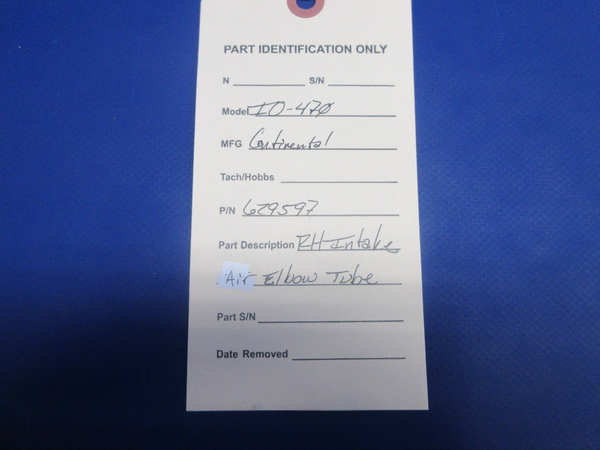 PART IDENTIFICATION ONLY
N S/N
Model IO-470
MFG Continental
Tach/Hobbs
P/N 629597
Part Description RH Intake
Air Elbow Tube
Part S/N
Date Removed